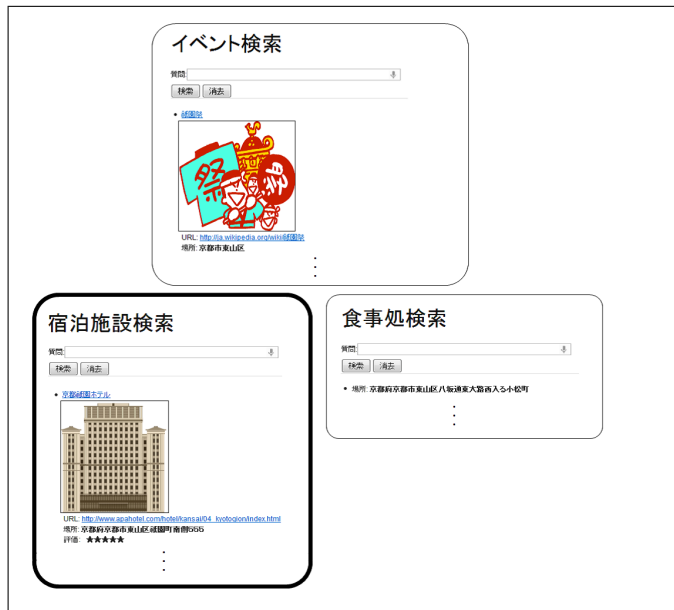 イベント検索
質問:
検索 消去
• 祇園祭
祭
祭
URL: http://ja.wikipedia.org/wiki/祇園祭
場所: 京都市東山区
宿泊施設検索
質問:
検索 消去
• 京都祇園ホテル
URL: http://www.apahotel.com/hotel/kansai/04_kyotogion/index.html
場所: 京都府京都市東山区祇園町南側555
評価: ★★★★★
食事処検索
質問:
検索 消去
• 場所: 京都府京都市東山区八坂通東大路西入る小松町